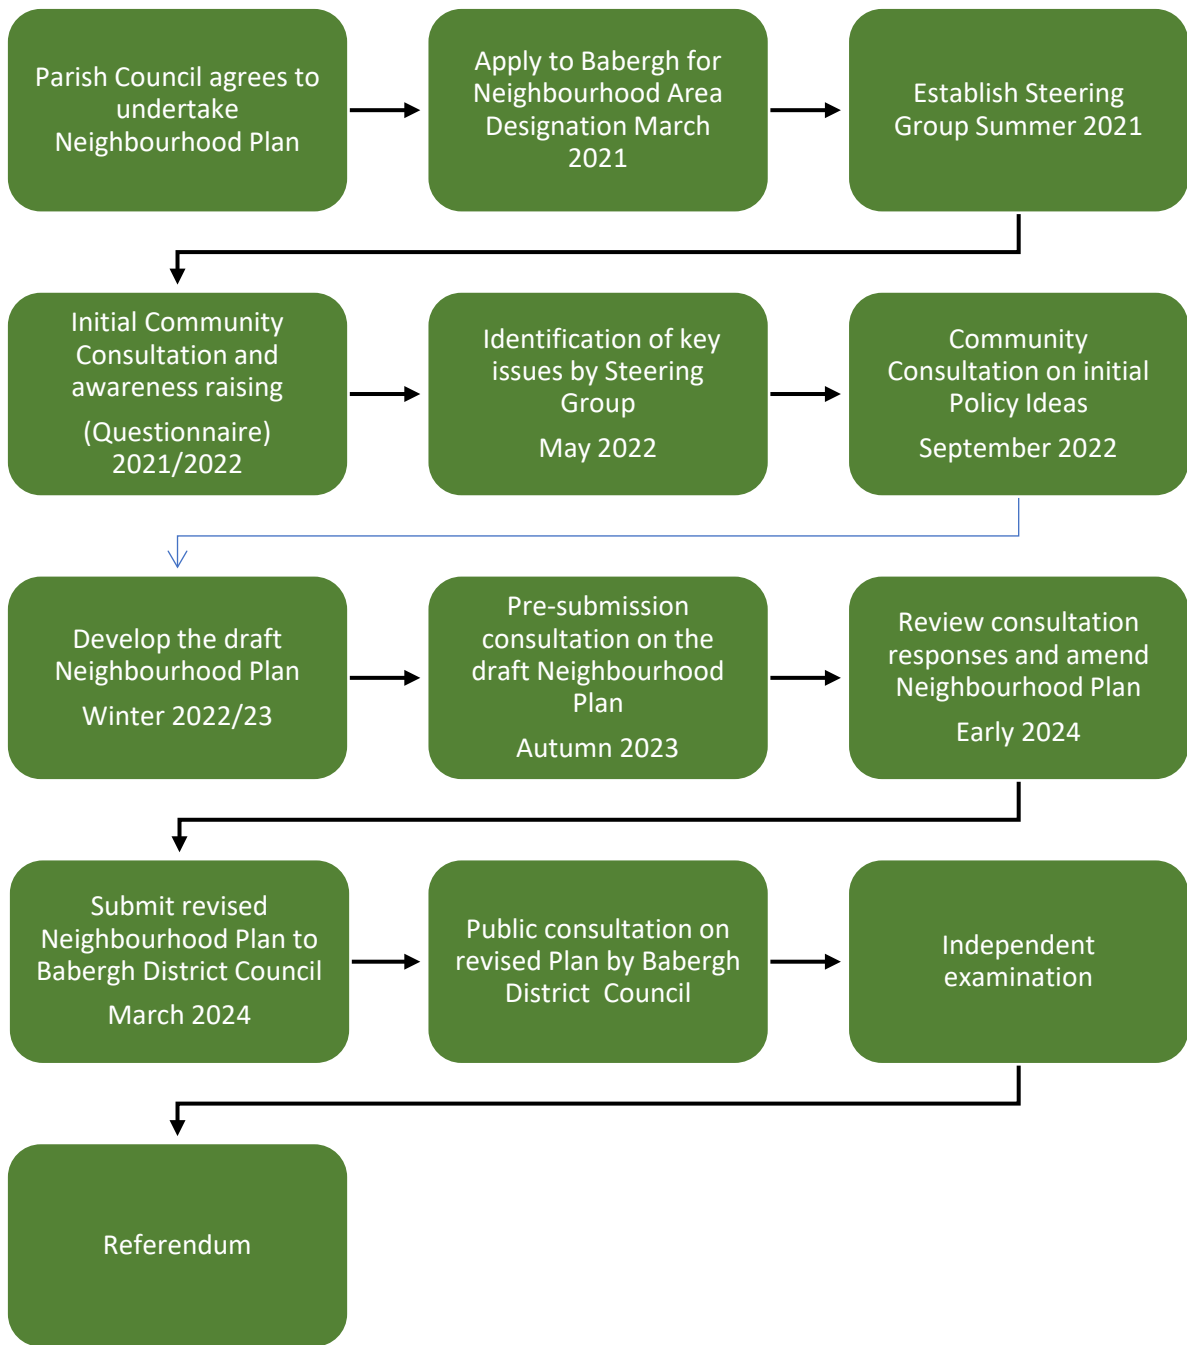 Parish Council agrees to
undertake
Neighbourhood Plan
Apply to Babergh for
Neighbourhood Area
Designation March
2021
Establish Steering
Group Summer 2021
Initial Community
Consultation and
awareness raising
(Questionnaire)
2021/2022
Identification of key
issues by Steering
Group
May 2022
Community
Consultation on initial
Policy Ideas
September 2022
Develop the draft
Neighbourhood Plan
Winter 2022/23
Pre-submission
consultation on the
draft Neighbourhood
Plan
Autumn 2023
Review consultation
responses and amend
Neighbourhood Plan
Early 2024
Submit revised
Neighbourhood Plan to
Babergh District Council
March 2024
Public consultation on
revised Plan by Babergh
District Council
Independent
examination
Referendum